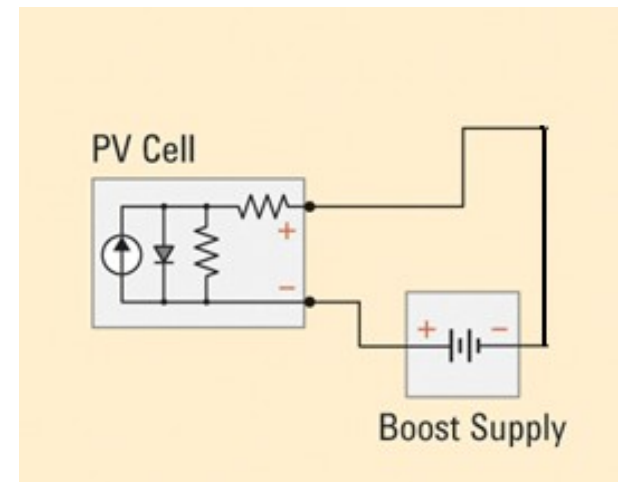 PV Cell
+
−
+ −
Boost Supply